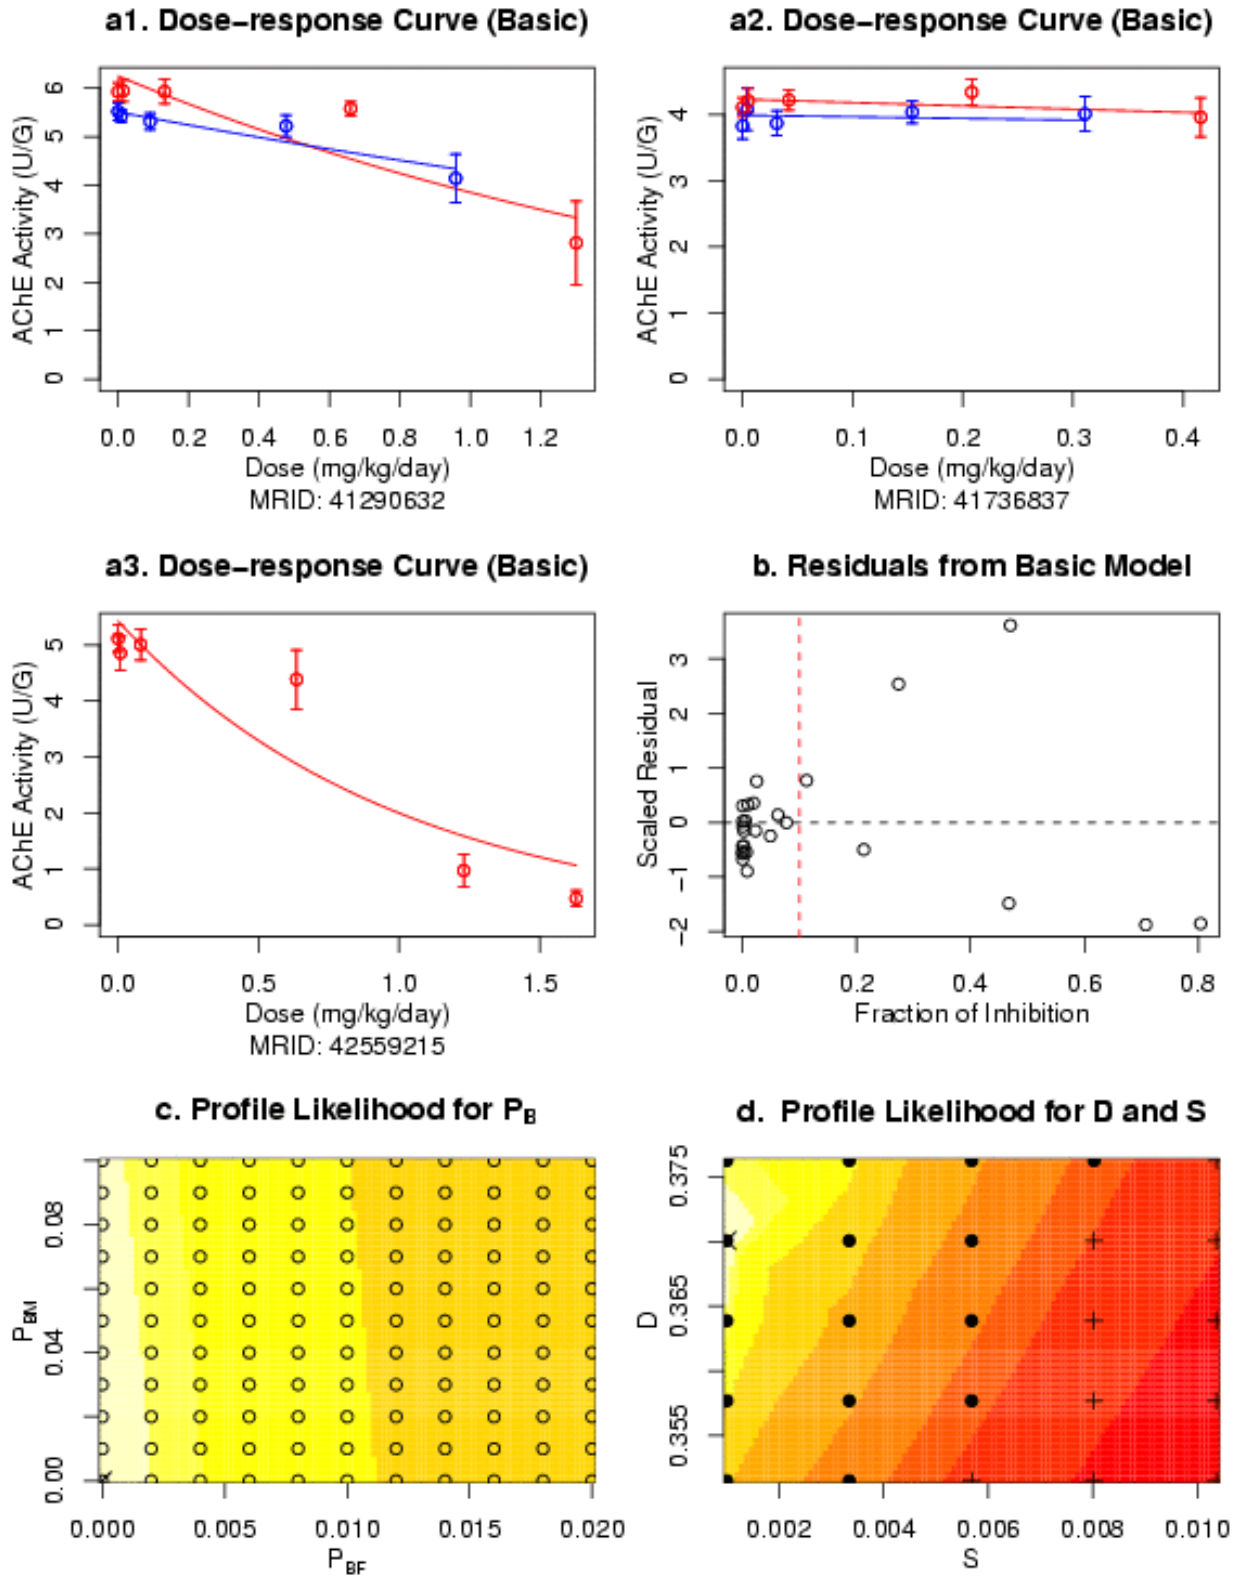 a1. Dose−response Curve (Basic)
AChE Activity (U/G)
6
5
4
3
2
1
0
0.0 0.2 0.4 0.6 0.8 1.0 1.2
Dose (mg/kg/day)
MRID: 41290632
a2. Dose−response Curve (Basic)
AChE Activity (U/G)
4
3
2
1
0
0.0 0.1 0.2 0.3 0.4
Dose (mg/kg/day)
MRID: 41736837
a3. Dose−response Curve (Basic)
AChE Activity (U/G)
5
4
3
2
1
0
0.0 0.5 1.0 1.5
Dose (mg/kg/day)
MRID: 42559215
b. Residuals from Basic Model
Scaled Residual
3
2
1
0
−1
−2
0.0 0.2 0.4 0.6 0.8
Fraction of Inhibition
c. Profile Likelihood for PB
PBM
0.08
0.04
0.00
0.000 0.005 0.010 0.015 0.020
PBF
d. Profile Likelihood for D and S
D
0.375
0.365
0.355
0.002 0.004 0.006 0.008 0.010
S